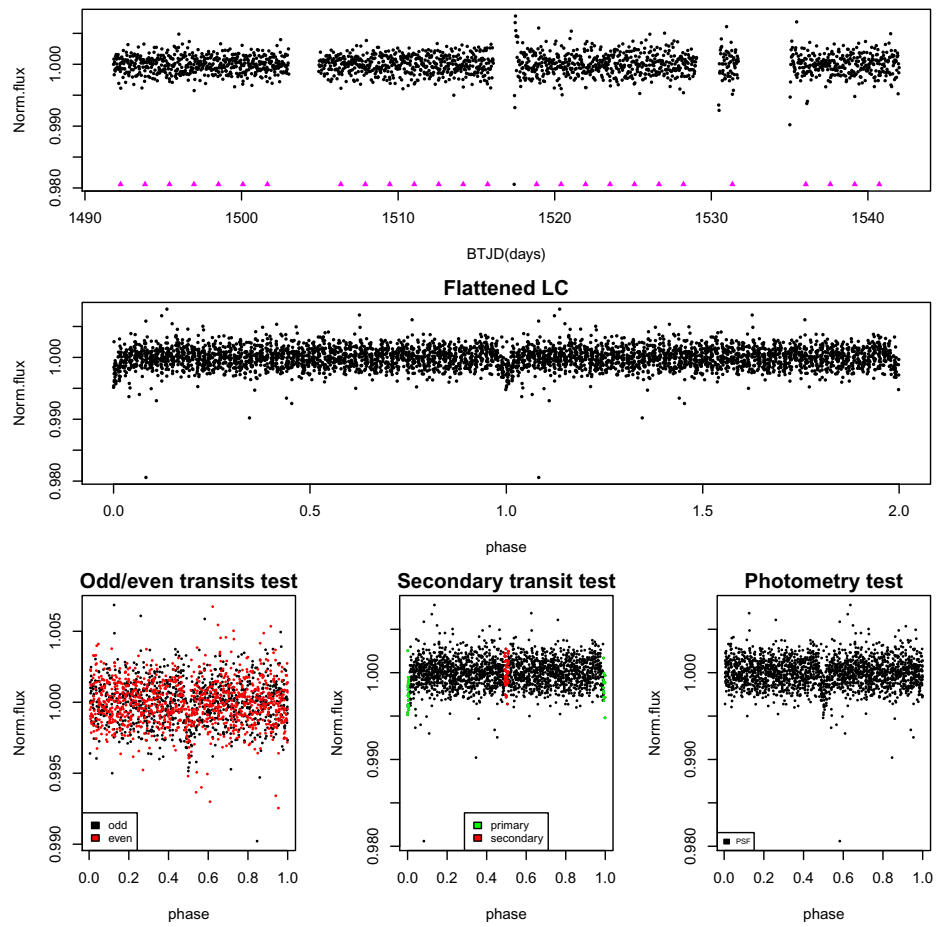 Norm.flux
1.000
0.990
0.980
1490
1500
1510
1520
1530
1540
BTJD(days)
Flattened LC
Norm.flux
1.000
0.990
0.980
0.0
0.5
1.0
1.5
2.0
phase
Odd/even transits test
Norm.flux
1.005
1.000
0.995
0.990
odd
even
0.0 0.2 0.4 0.6 0.8 1.0
phase
Secondary transit test
Norm.flux
1.000
0.990
0.980
primary
secondary
0.0 0.2 0.4 0.6 0.8 1.0
phase
Photometry test
Norm.flux
1.000
0.990
0.980
PSF
0.0 0.2 0.4 0.6 0.8 1.0
phase